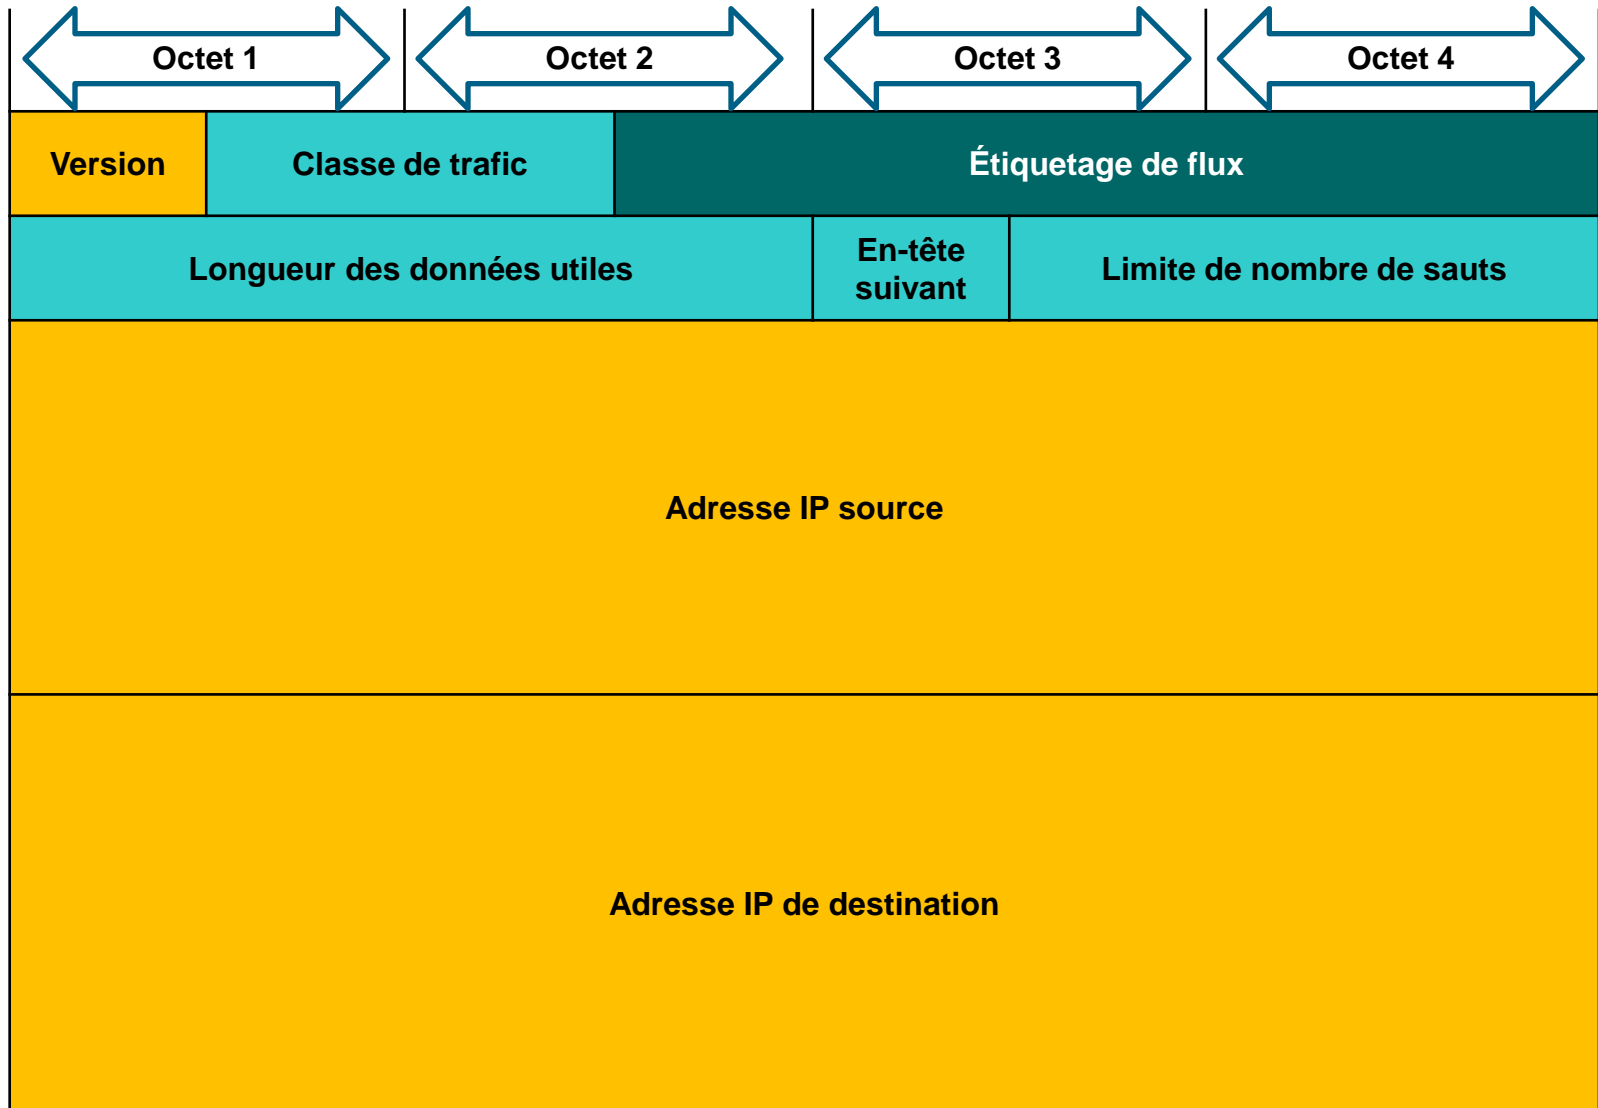 Octet 1
Octet 2
Octet 3
Octet 4
Version
Classe de trafic
Étiquetage de flux
Longueur des données utiles
En-tête
suivant
Limite de nombre de sauts
Adresse IP source
Adresse IP de destination